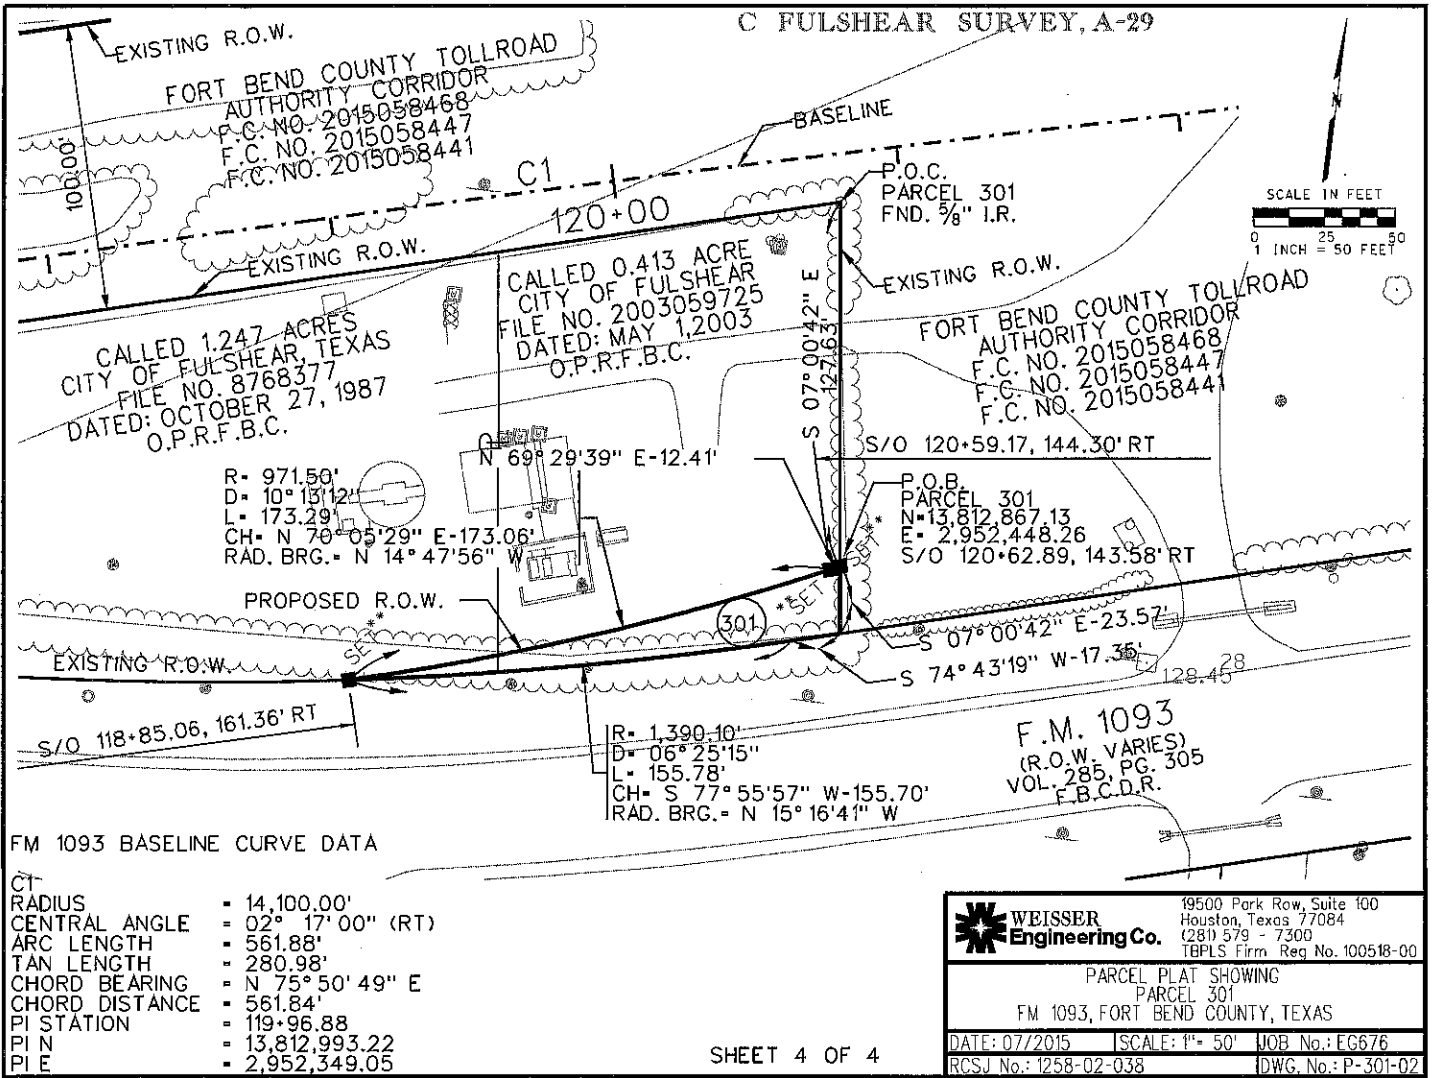 C FULSHEAR SURVEY, A-29
EXISTING R.O.W.
FORT BEND COUNTY TOLLROAD
AUTHORITY CORRIDOR
F.C. NO. 2015058468
F.C. NO. 2015058447
F.C. NO. 2015058441
100.00'
BASELINE
C1
120+00
P.O.C.
PARCEL 301
FND. 5/8" I.R.
N
SCALE IN FEET
0 25 50
1 INCH = 50 FEET
EXISTING R.O.W.
EXISTING R.O.W.
CALLED 0.413 ACRE
CITY OF FULSHEAR
FILE NO. 2003059725
DATED: MAY 1,2003
O.P.R.F.B.C.
S 07°00'42" E
127.63'
FORT BEND COUNTY TOLLROAD
AUTHORITY CORRIDOR
F.C. NO. 2015058468
F.C. NO. 2015058447
F.C. NO. 2015058441
CALLED 1.247 ACRES
CITY OF FULSHEAR, TEXAS
FILE NO. 8768377
DATED: OCTOBER 27, 1987
O.P.R.F.B.C.
N 69°29'39" E-12.41'
S/O 120+59.17, 144.30' RT
R= 971.50'
D= 10°13'12"
L= 173.29'
CH= N 70°05'29" E-173.06'
RAD. BRG.= N 14°47'56" W
P.O.B.
PARCEL 301
N=13,812,867.13
E= 2,952,448.26
S/O 120+62.89, 143.58' RT
SET**
PROPOSED R.O.W.
**SET
301
SET**
EXISTING R.O.W.
S 07°00'42" E-23.57'
S 74°43'19" W-17.35'
28
128.45
S/O 118+85.06, 161.36' RT
R= 1,390.10'
D= 06°25'15"
L= 155.78'
CH= S 77°55'57" W-155.70'
RAD. BRG.= N 15°16'41" W
F.M. 1093
(R.O.W. VARIES)
VOL. 285, PG. 305
F.B.C.D.R.
FM 1093 BASELINE CURVE DATA
C1
RADIUS = 14,100.00'
CENTRAL ANGLE = 02° 17' 00" (RT)
ARC LENGTH = 561.88'
TAN LENGTH = 280.98'
CHORD BEARING = N 75°50'49" E
CHORD DISTANCE = 561.84'
PI STATION = 119+96.88
PI N = 13,812,993.22
PI E = 2,952,349.05
SHEET 4 OF 4
WEISSER
Engineering Co.
19500 Park Row, Suite 100
Houston, Texas 77084
(281) 579 - 7300
TBPLS Firm Reg No. 100518-00
PARCEL PLAT SHOWING
PARCEL 301
FM 1093, FORT BEND COUNTY, TEXAS
DATE: 07/2015 SCALE: 1"= 50' JOB No.: EG676
RCSJ No.: 1258-02-038 DWG. No.: P-301-02